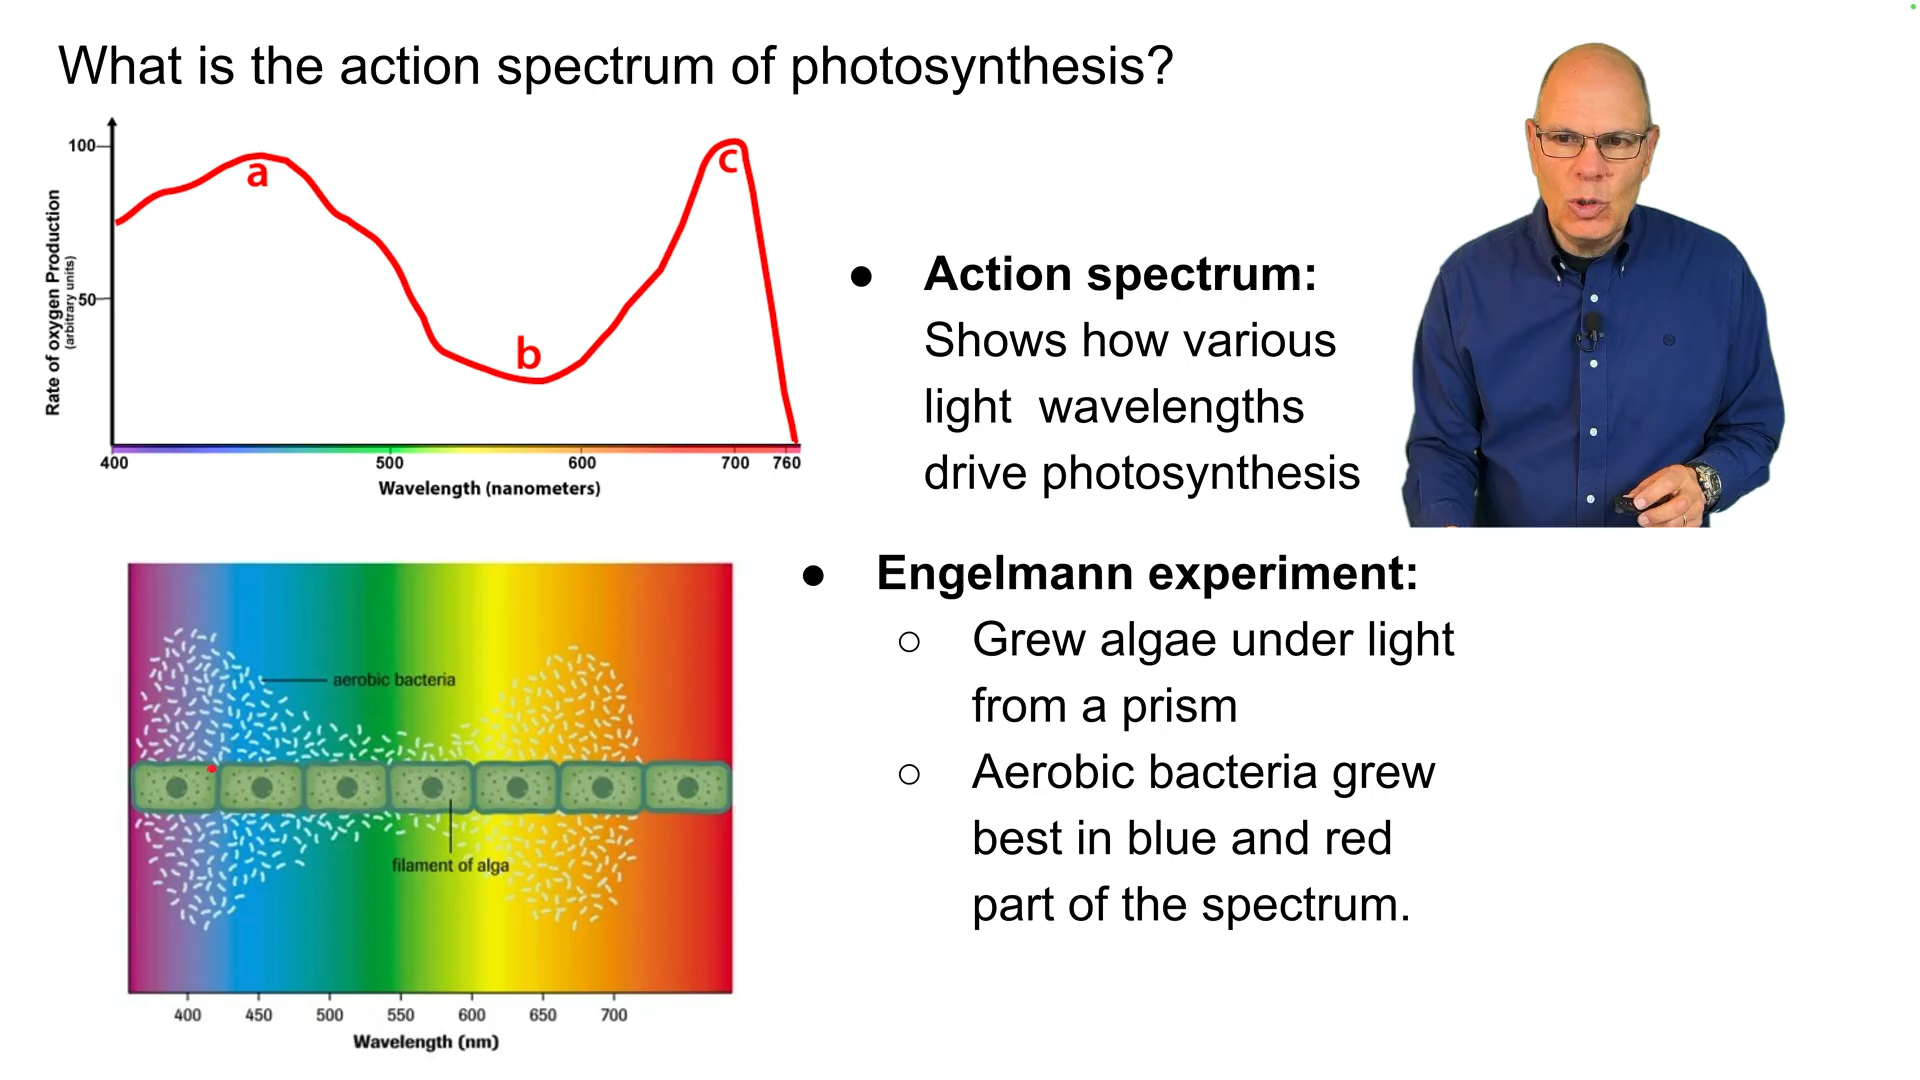 What is the action spectrum of photosynthesis?
100
a
c
Rate of oxygen Production
(arbitrary units)
50
b
400 500 600 700 760
Wavelength (nanometers)
● Action spectrum:
Shows how various
light wavelengths
drive photosynthesis
● Engelmann experiment:
○ Grew algae under light
from a prism
○ Aerobic bacteria grew
best in blue and red
part of the spectrum.
aerobic bacteria
filament of alga
400 450 500 550 600 650 700
Wavelength (nm)